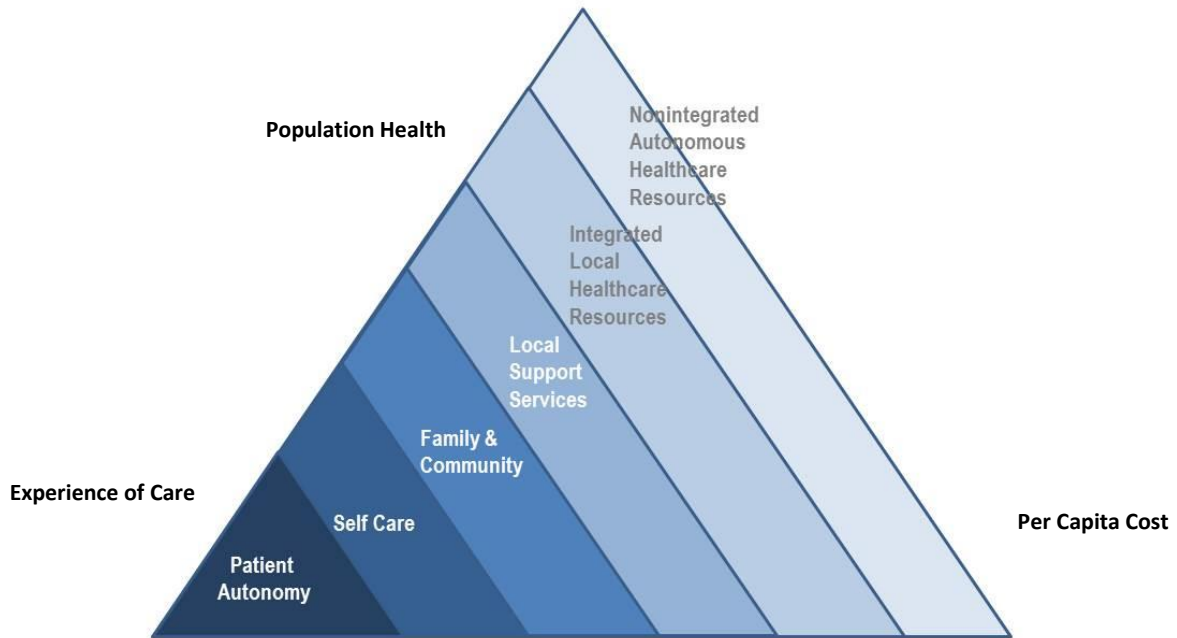 Population Health
Nonintegrated
Autonomous
Healthcare
Resources
Integrated
Local
Healthcare
Resources
Local
Support
Services
Family &
Community
Experience of Care
Self Care
Per Capita Cost
Patient
Autonomy